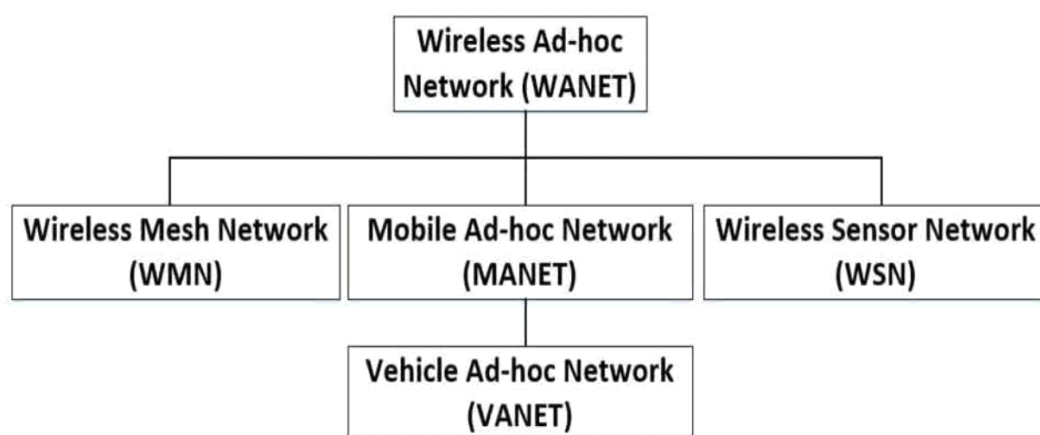 Wireless Ad-hoc
Network (WANET)
Wireless Mesh Network
(WMN)
Mobile Ad-hoc Network
(MANET)
Wireless Sensor Network
(WSN)
Vehicle Ad-hoc Network
(VANET)